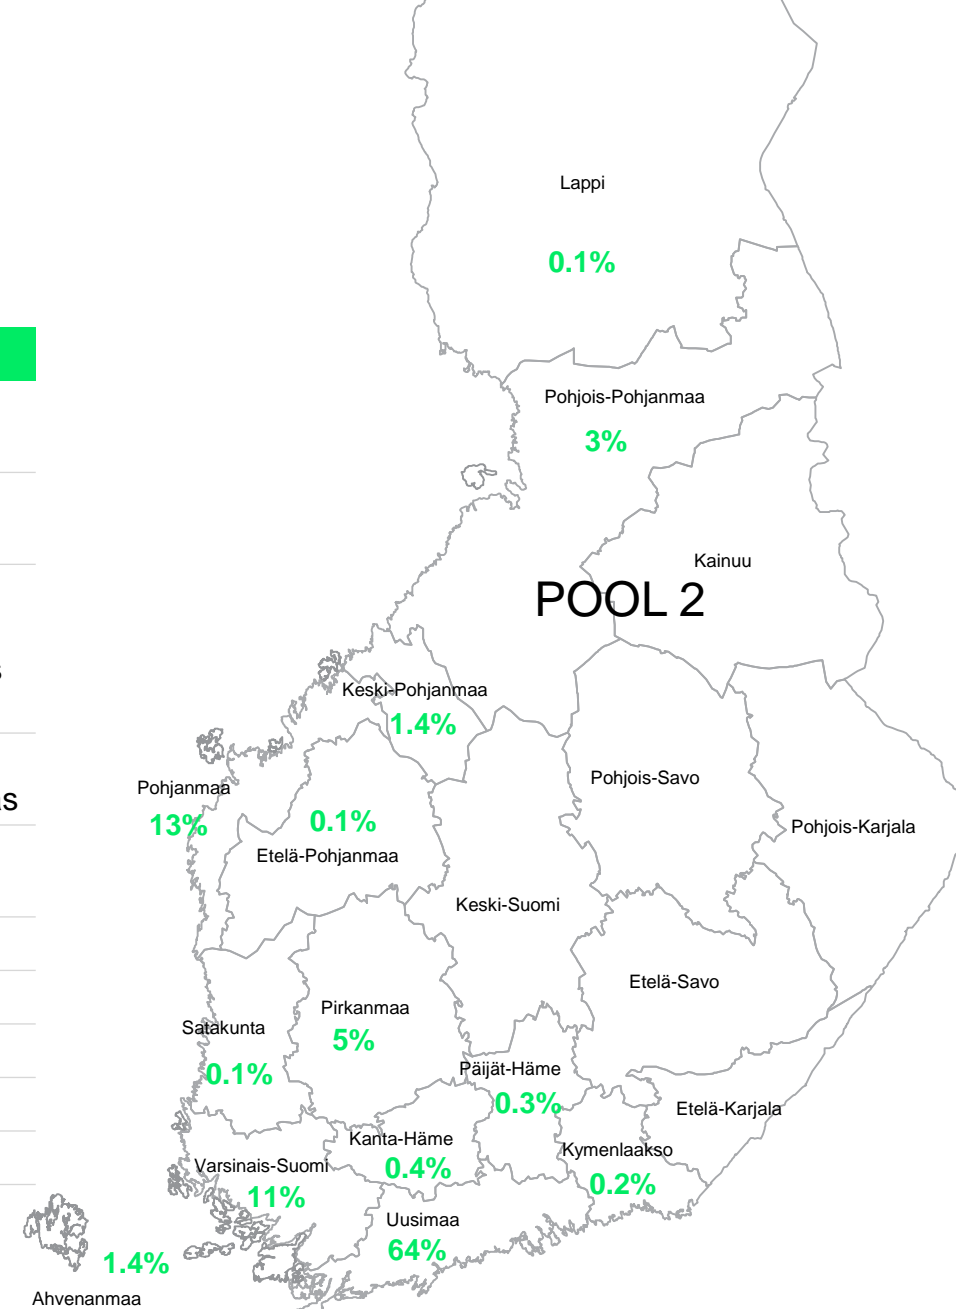 Lappi
0.1%
Pohjois-Pohjanmaa
3%
Kainuu
POOL 2
s
Keski-Pohjanmaa
1.4%
Pohjois-Savo
Pohjanmaa
13%
as
0.1%
Etelä-Pohjanmaa
Pohjois-Karjala
Keski-Suomi
Etelä-Savo
Pirkanmaa
5%
Satakunta
0.1%
Päijät-Häme
0.3%
Etelä-Karjala
Kanta-Häme
0.4%
Kymenlaakso
0.2%
Varsinais-Suomi
11%
Uusimaa
64%
1.4%
Ahvenanmaa